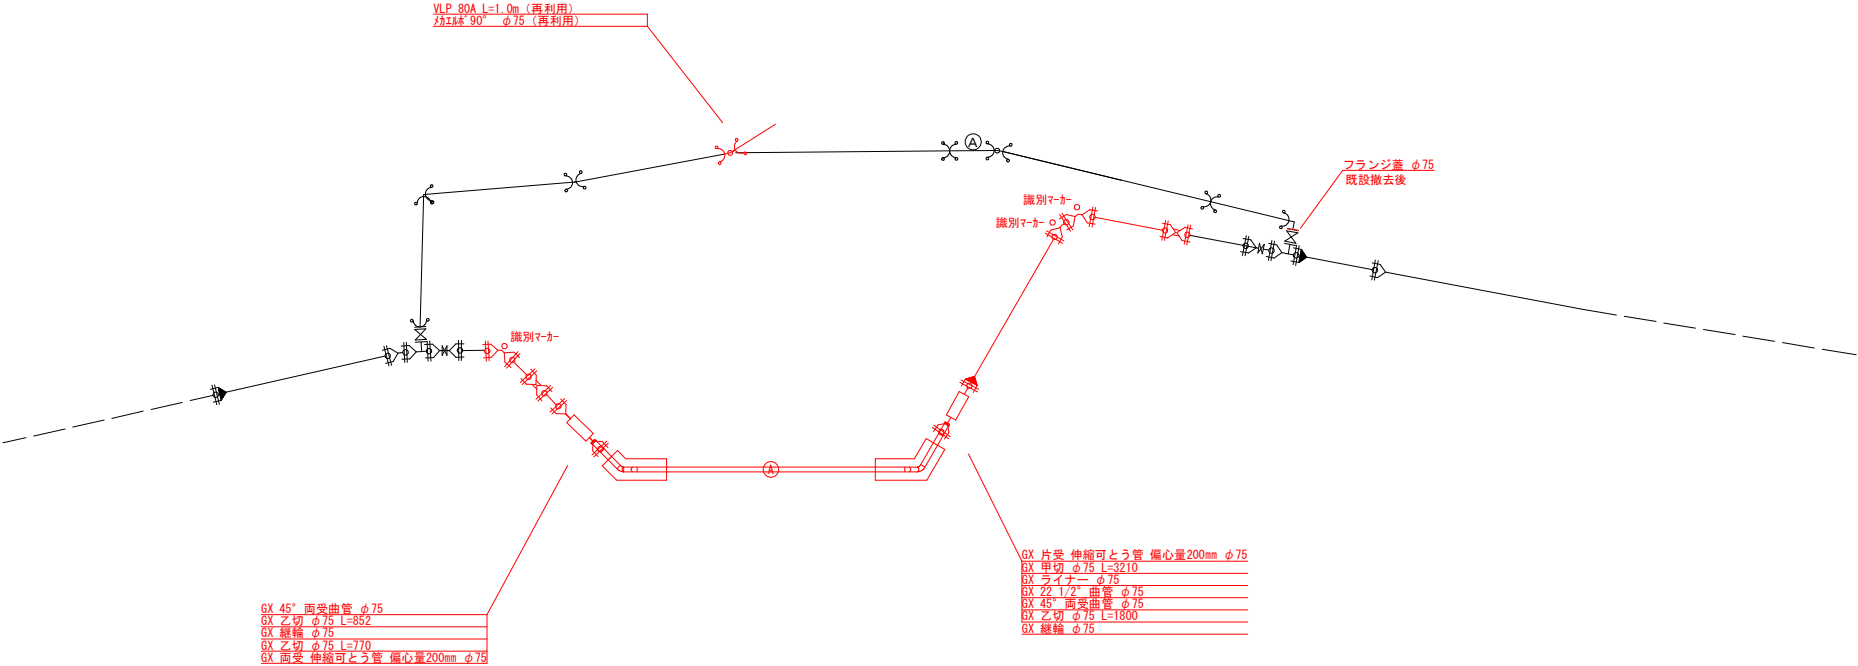 VLP 80A L=1.0m (再利用)
ﾒｶｴﾙﾎﾞ90° φ75 (再利用)
A
フランジ蓋 φ75
既設撤去後
識別ﾏｰｶｰ
識別ﾏｰｶｰ
識別ﾏｰｶｰ
A
GX 片受 伸縮可とう管 偏心量200mm φ75
GX 甲切 φ75 L=3210
GX ライナー φ75
GX 22 1/2° 曲管 φ75
GX 45° 両受曲管 φ75
GX 乙切 φ75 L=1800
GX 継輪 φ75
GX 45° 両受曲管 φ75
GX 乙切 φ75 L=852
GX 継輪 φ75
GX 乙切 φ75 L=770
GX 両受 伸縮可とう管 偏心量200mm φ75